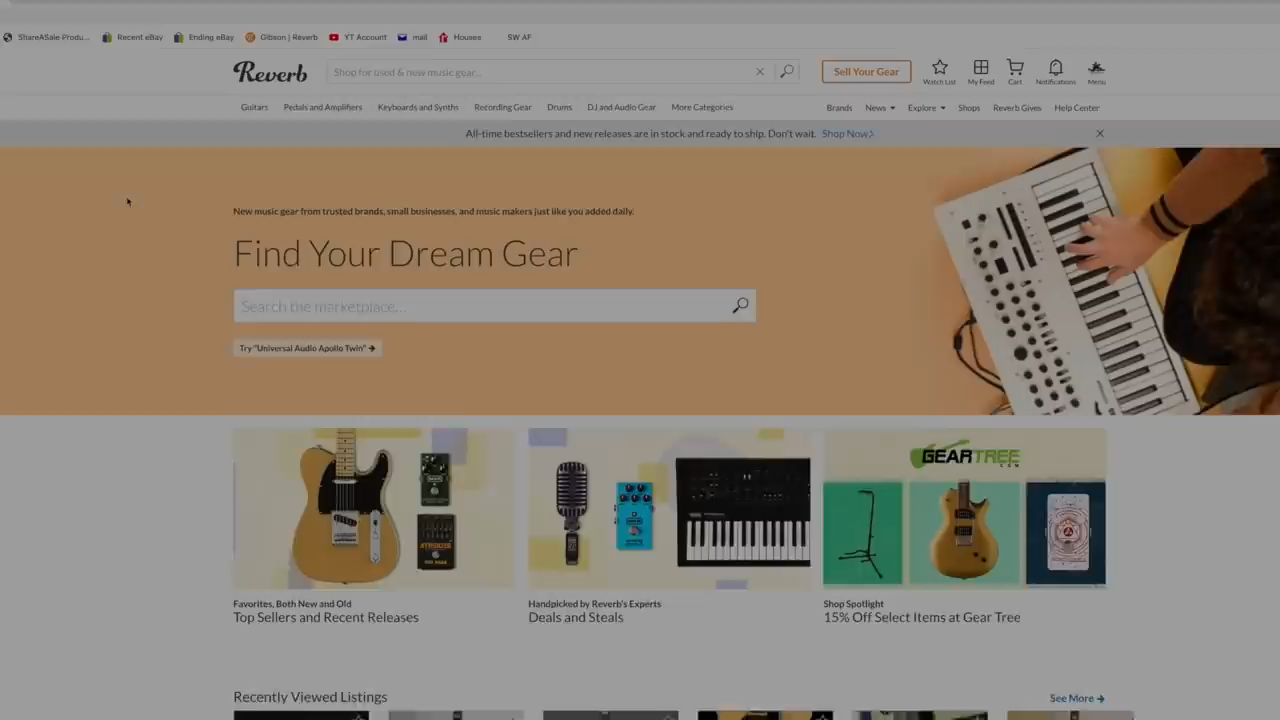 ShareASale Produ...
Recent eBay
Ending eBay
Gibson | Reverb
YT Account
mail
Houses
SW AF
Reverb
Shop for used & new music gear...
Sell Your Gear
Watch List
My Feed
Cart
Notifications
Menu
Guitars
Pedals and Amplifiers
Keyboards and Synths
Recording Gear
Drums
DJ and Audio Gear
More Categories
Brands
News
Explore
Shops
Reverb Gives
Help Center
All-time bestsellers and new releases are in stock and ready to ship. Don't wait. Shop Now
New music gear from trusted brands, small businesses, and music makers just like you added daily.
Find Your Dream Gear
Search the marketplace...
Try "Universal Audio Apollo Twin" →
GEARTREE
.COM
Favorites, Both New and Old
Top Sellers and Recent Releases
Handpicked by Reverb's Experts
Deals and Steals
Shop Spotlight
15% Off Select Items at Gear Tree
Recently Viewed Listings
See More →